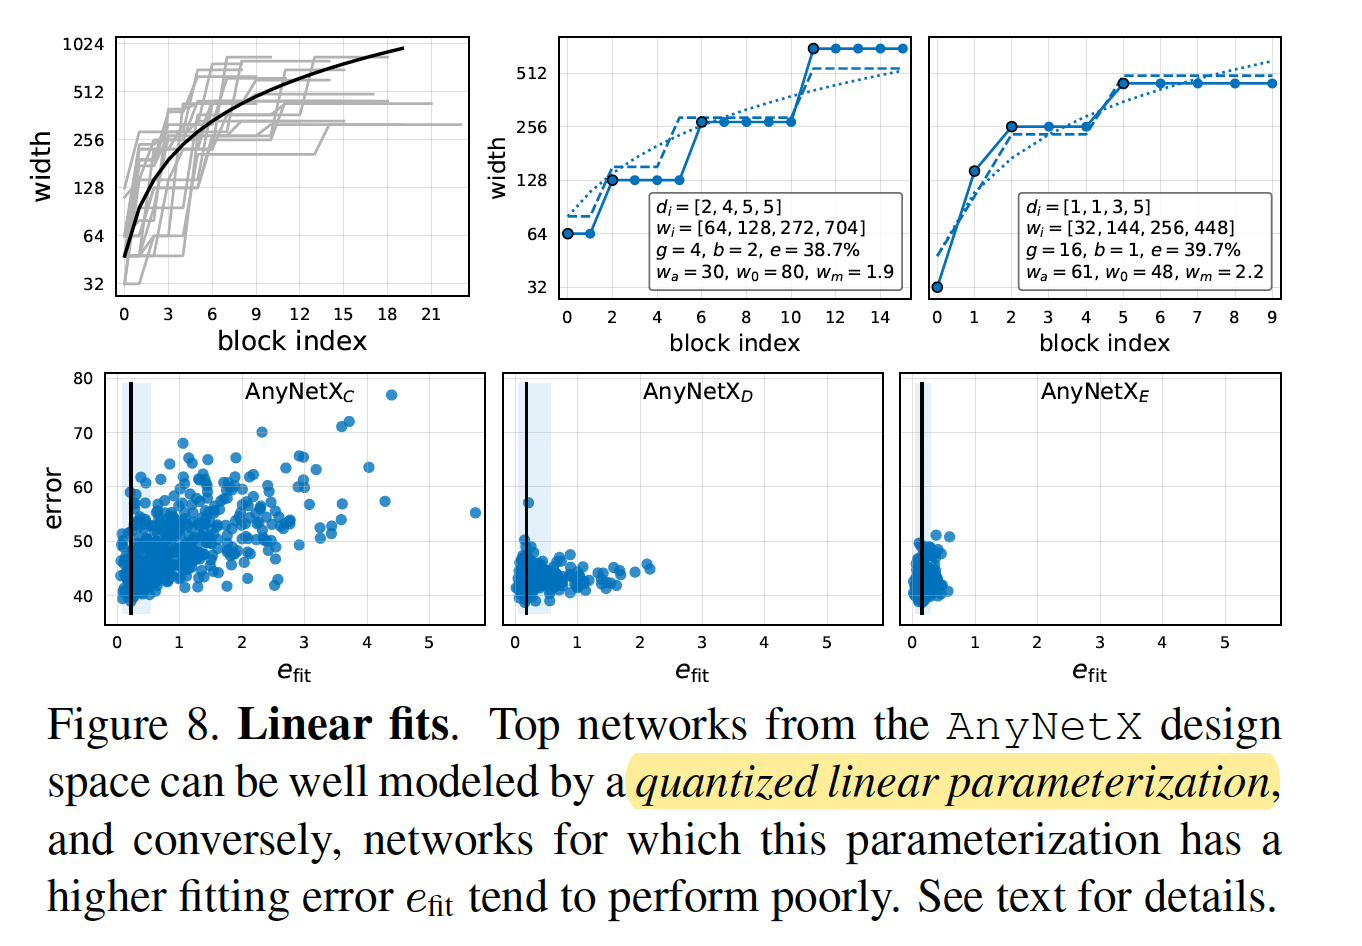 1024
512
256
128
64
32
width
0 3 6 9 12 15 18 21
block index
512
256
128
64
32
width
d_i = [2, 4, 5, 5]
w_i = [64, 128, 272, 704]
g = 4, b = 2, e = 38.7%
w_a = 30, w_0 = 80, w_m = 1.9
0 2 4 6 8 10 12 14
block index
d_i = [1, 1, 3, 5]
w_i = [32, 144, 256, 448]
g = 16, b = 1, e = 39.7%
w_a = 61, w_0 = 48, w_m = 2.2
0 1 2 3 4 5 6 7 8 9
block index
80
70
60
50
40
error
AnyNetX_C
0 1 2 3 4 5
e_fit
AnyNetX_D
0 1 2 3 4 5
e_fit
AnyNetX_E
0 1 2 3 4 5
e_fit
Figure 8. Linear fits. Top networks from the AnyNetX design
space can be well modeled by a quantized linear parameterization,
and conversely, networks for which this parameterization has a
higher fitting error e_fit tend to perform poorly. See text for details.